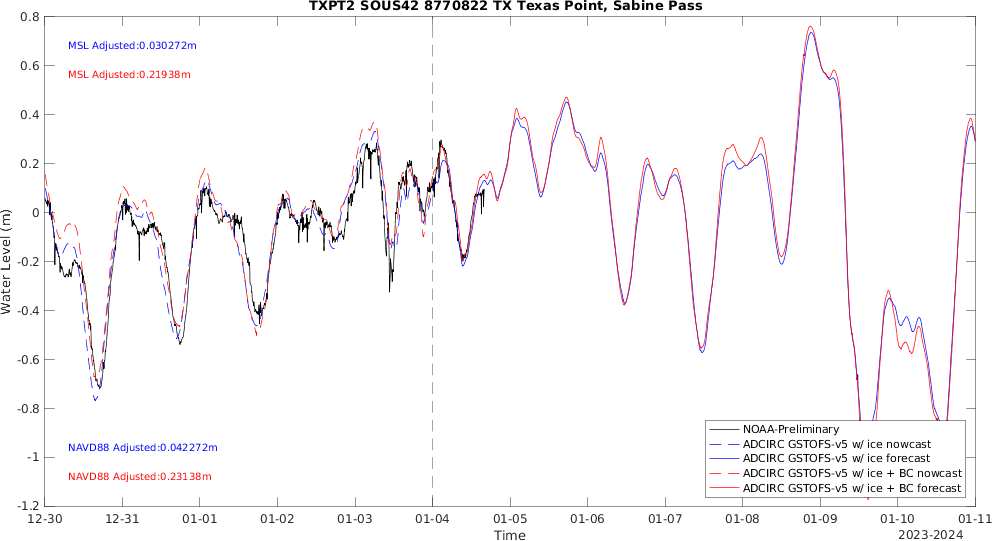 TXPT2 SOUS42 8770822 TX Texas Point, Sabine Pass
0.8
0.6
0.4
0.2
0
-0.2
-0.4
-0.6
-0.8
-1
-1.2
Water Level (m)
MSL Adjusted:0.030272m
MSL Adjusted:0.21938m
NAVD88 Adjusted:0.042272m
NAVD88 Adjusted:0.23138m
NOAA-Preliminary
ADCIRC GSTOFS-v5 w/ ice nowcast
ADCIRC GSTOFS-v5 w/ ice forecast
ADCIRC GSTOFS-v5 w/ ice + BC nowcast
ADCIRC GSTOFS-v5 w/ ice + BC forecast
12-30 12-31 01-01 01-02 01-03 01-04 01-05 01-06 01-07 01-08 01-09 01-10 01-11
Time
2023-2024